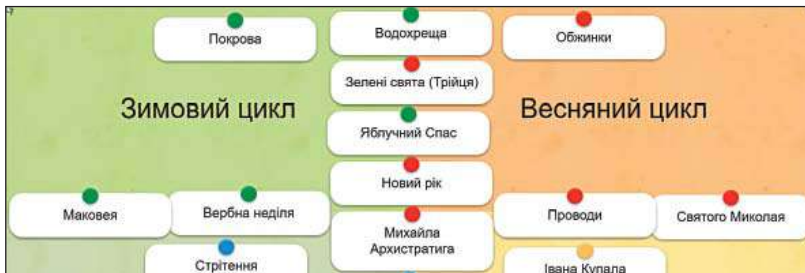 Покрова
Водохреща
Обжинки
Зелені свята (Трійця)
Зимовий цикл
Весняний цикл
Яблучний Спас
Новий рік
Маковея
Вербна неділя
Проводи
Святого Миколая
Михайла
Архистратига
Стрітення
Івана Купала